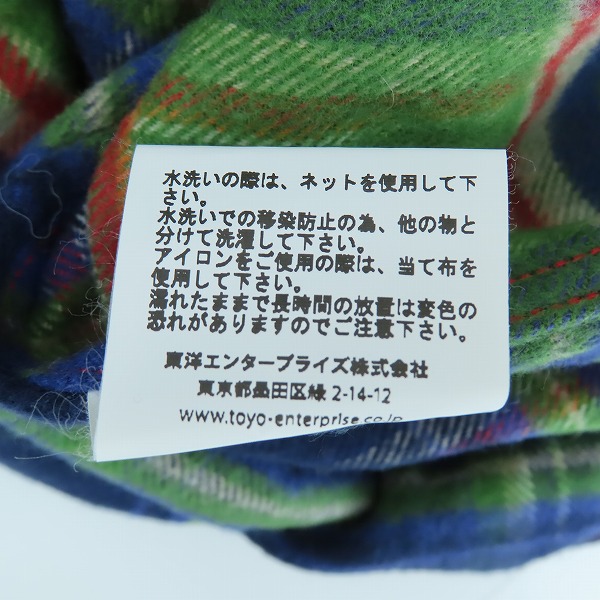 水洗いの際は、ネットを使用して下
さい。
水洗いでの移染防止の為、他の物と
分けて洗濯して下さい。
アイロンをご使用の際は、当て布を
使用して下さい。
濡れたままで長時間の放置は変色の
恐れがありますのでご注意下さい。
東洋エンタープライズ株式会社
東京都墨田区緑 2-14-12
www.toyo-enterprise.co.jp